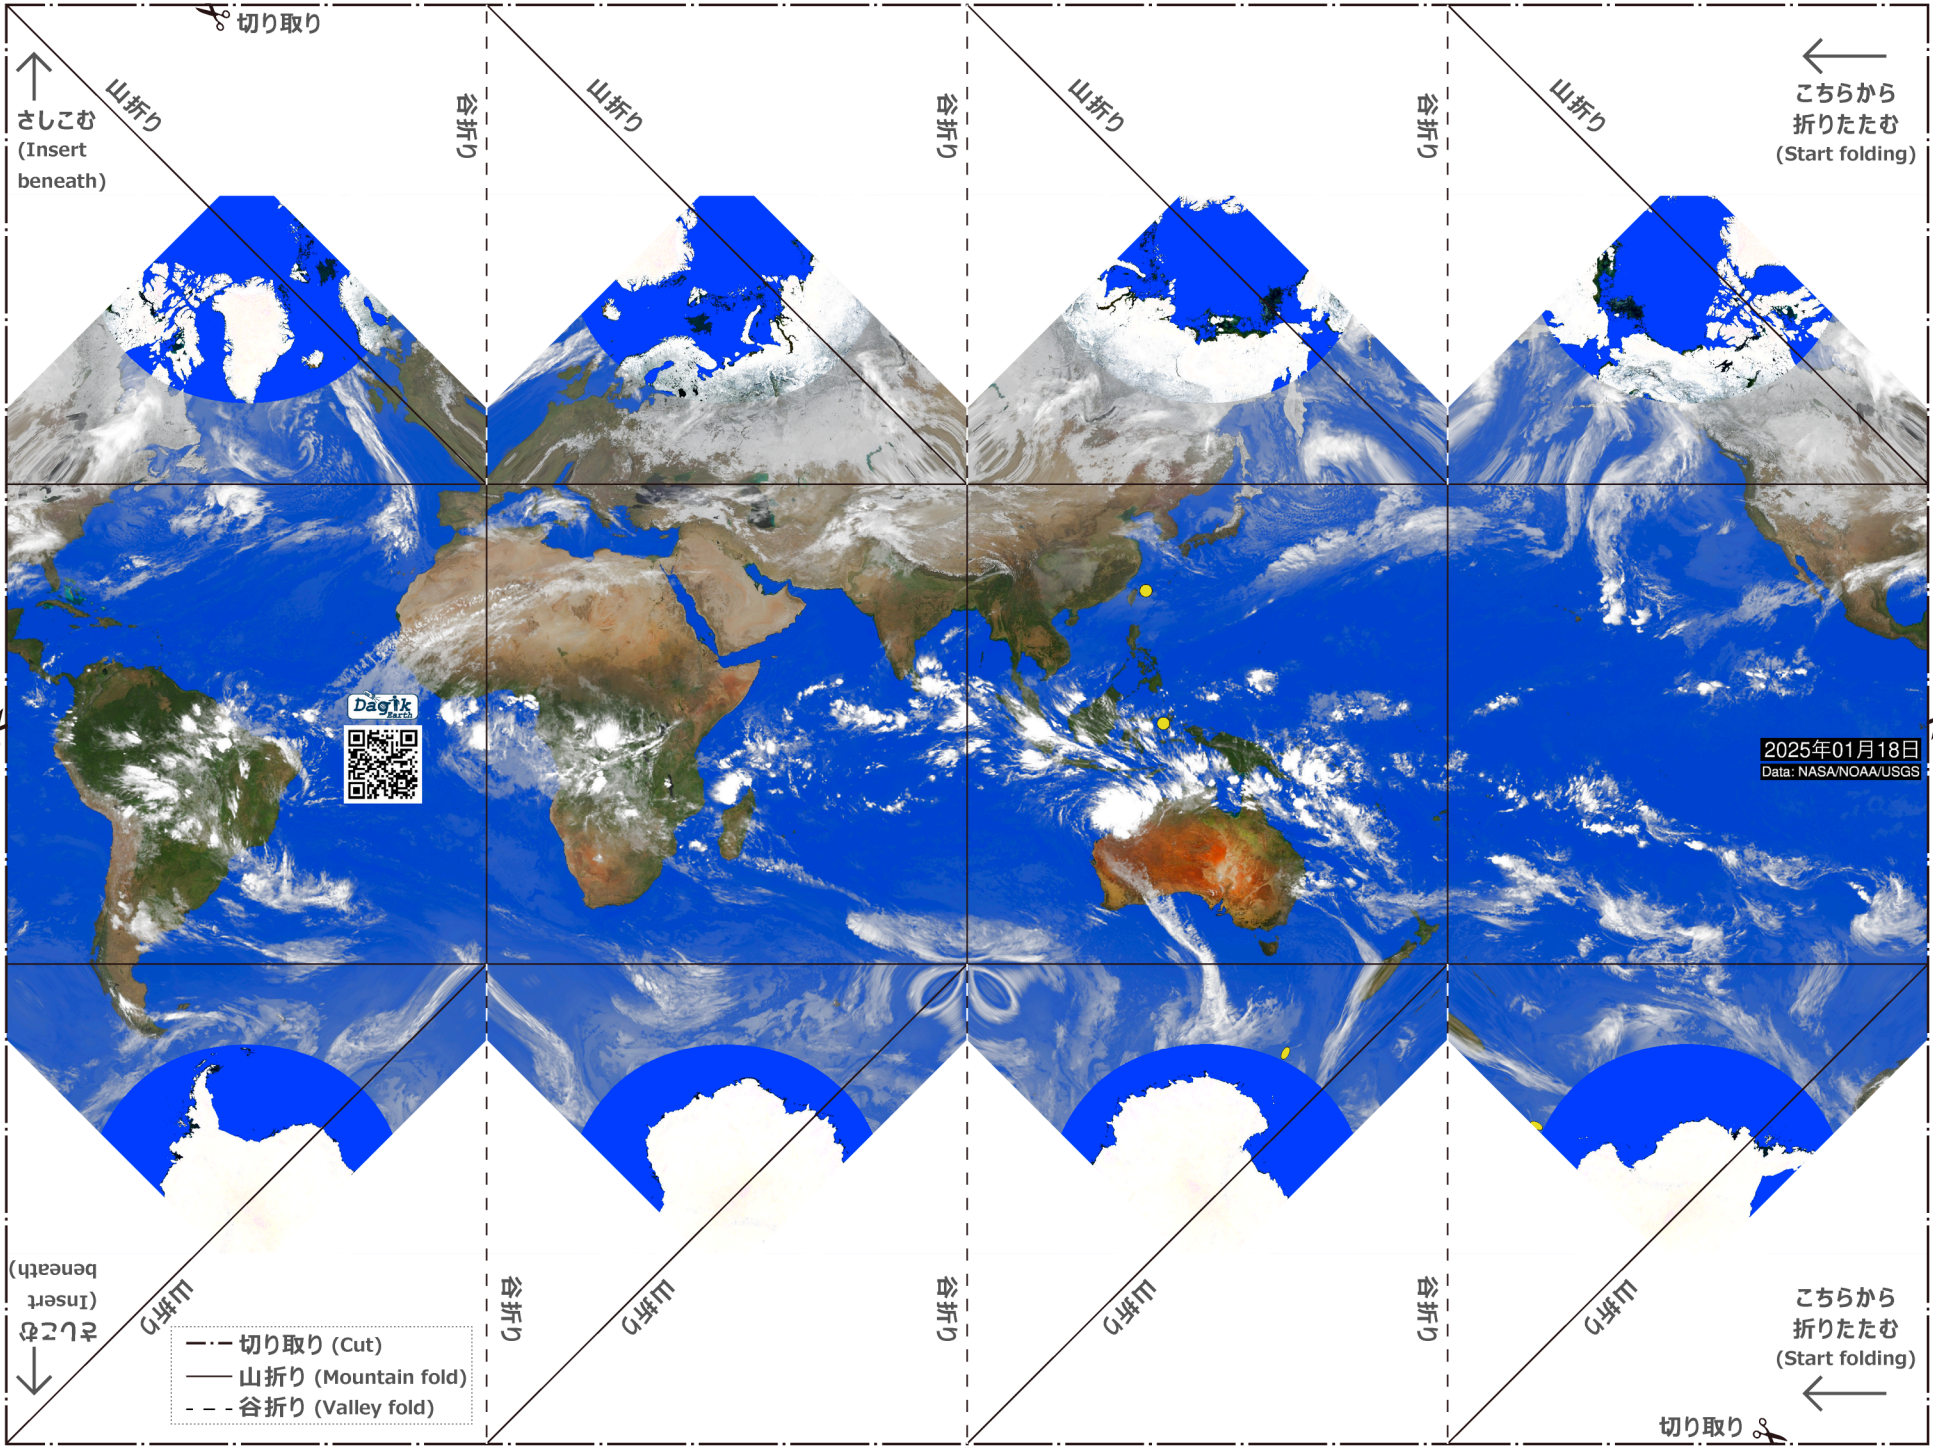 切り取り
山折り
谷折り
山折り
谷折り
山折り
谷折り
山折り
さしこむ
(Insert
beneath)
こちらから
折りたたむ
(Start folding)
Dagik
Earth
2025年01月18日
Data: NASA/NOAA/USGS
さしこむ
(Insert
beneath)
山折り
谷折り
山折り
谷折り
山折り
谷折り
山折り
切り取り (Cut)
山折り (Mountain fold)
谷折り (Valley fold)
こちらから
折りたたむ
(Start folding)
切り取り